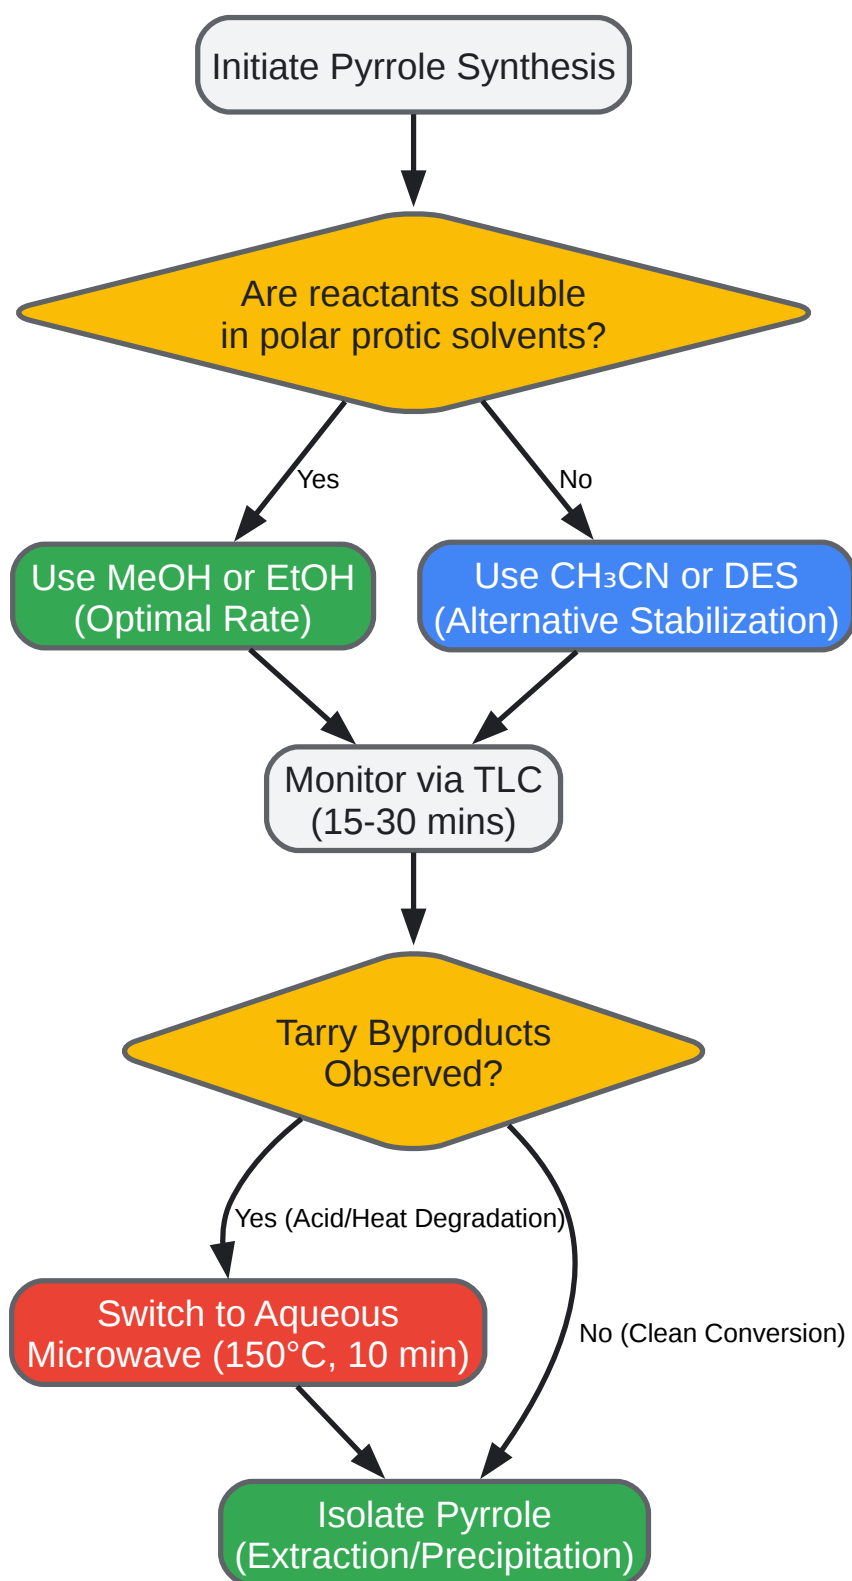 Initiate Pyrrole Synthesis
Are reactants soluble
in polar protic solvents?
Yes
No
Use MeOH or EtOH
(Optimal Rate)
Use CH₃CN or DES
(Alternative Stabilization)
Monitor via TLC
(15-30 mins)
Tarry Byproducts
Observed?
Yes (Acid/Heat Degradation)
No (Clean Conversion)
Switch to Aqueous
Microwave (150°C, 10 min)
Isolate Pyrrole
(Extraction/Precipitation)